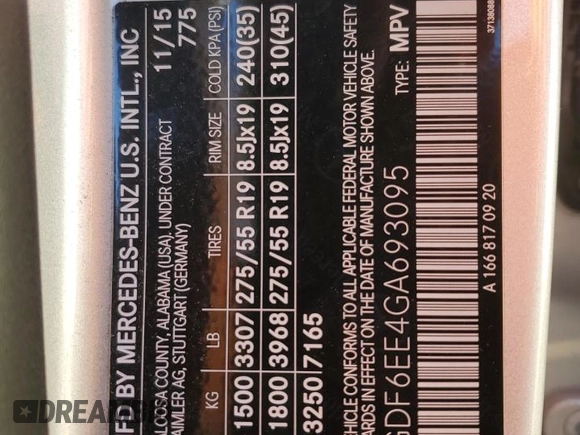 FD BY MERCEDES-BENZ U.S. INTL., INC
ALOOSA COUNTY, ALABAMA (USA), UNDER CONTRACT
AIMLER AG, STUTTGART (GERMANY)
11/15
775
KG LB TIRES RIM SIZE COLD KPA (PSI)
1500 3307 275/55 R19 8.5Jx19 240(35)
1800 3968 275/55 R19 8.5Jx19 310(45)
3250 7165
VEHICLE CONFORMS TO ALL APPLICABLE FEDERAL MOTOR VEHICLE SAFETY
ARDS IN EFFECT ON THE DATE OF MANUFACTURE SHOWN ABOVE.
GDF6EE4GA693095 TYPE: MPV
A 166 817 09 20
37138088